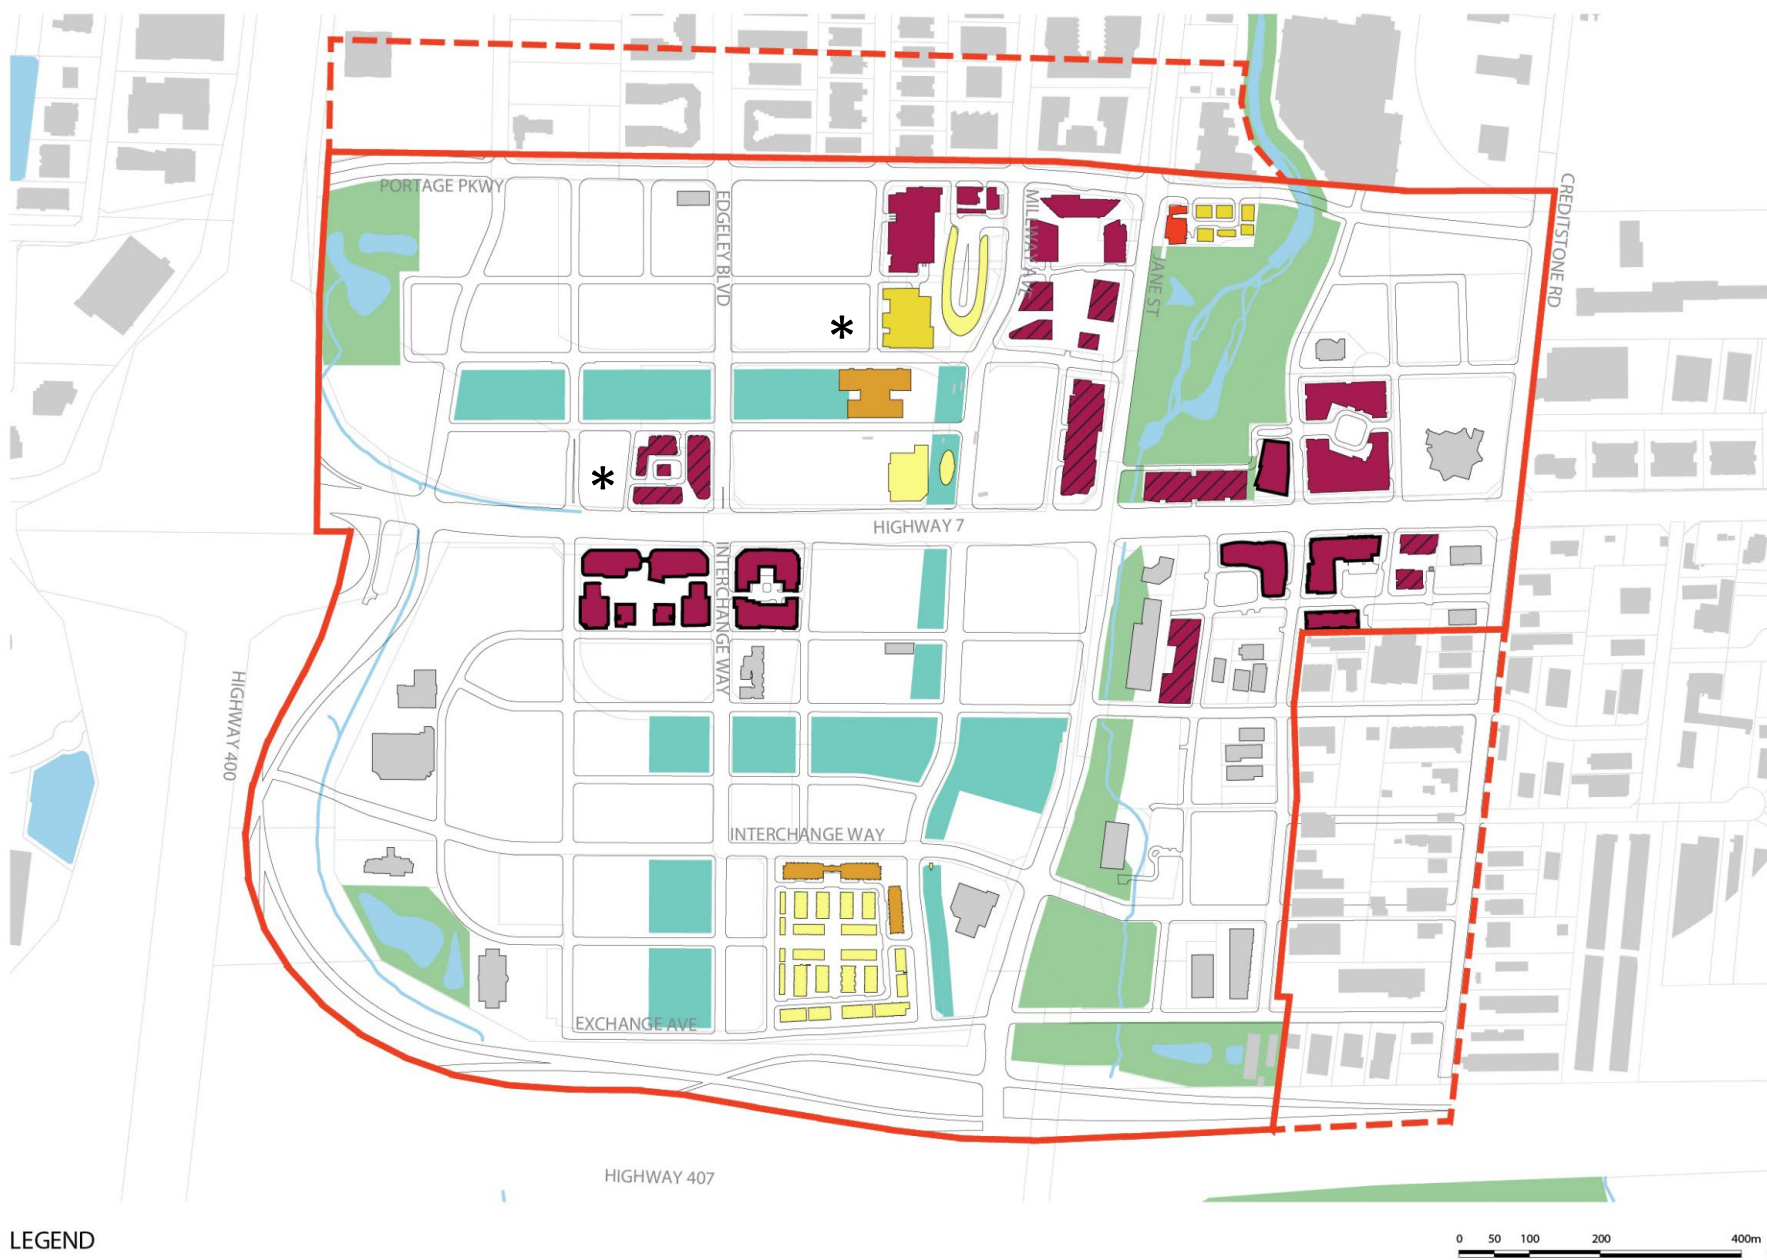 PORTAGE PKWY
EDGELEY BLVD
MILLWAY AVE
JANE ST
CREDITSTONE RD
*
*
HIGHWAY 7
INTERCHANGE WAY
HIGHWAY 400
INTERCHANGE WAY
EXCHANGE AVE
HIGHWAY 407
LEGEND
0 50 100 200 400m